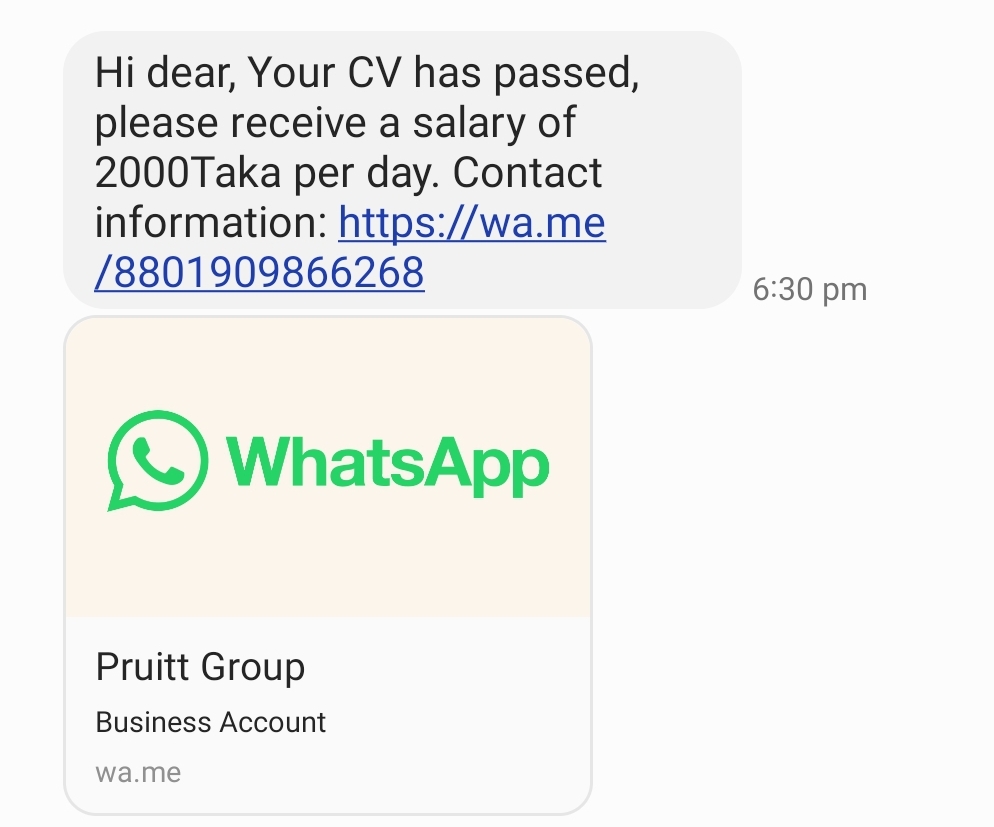 Hi dear, Your CV has passed,
please receive a salary of
2000Taka per day. Contact
information: https://wa.me
/8801909866268
6:30 pm
WhatsApp
Pruitt Group
Business Account
wa.me